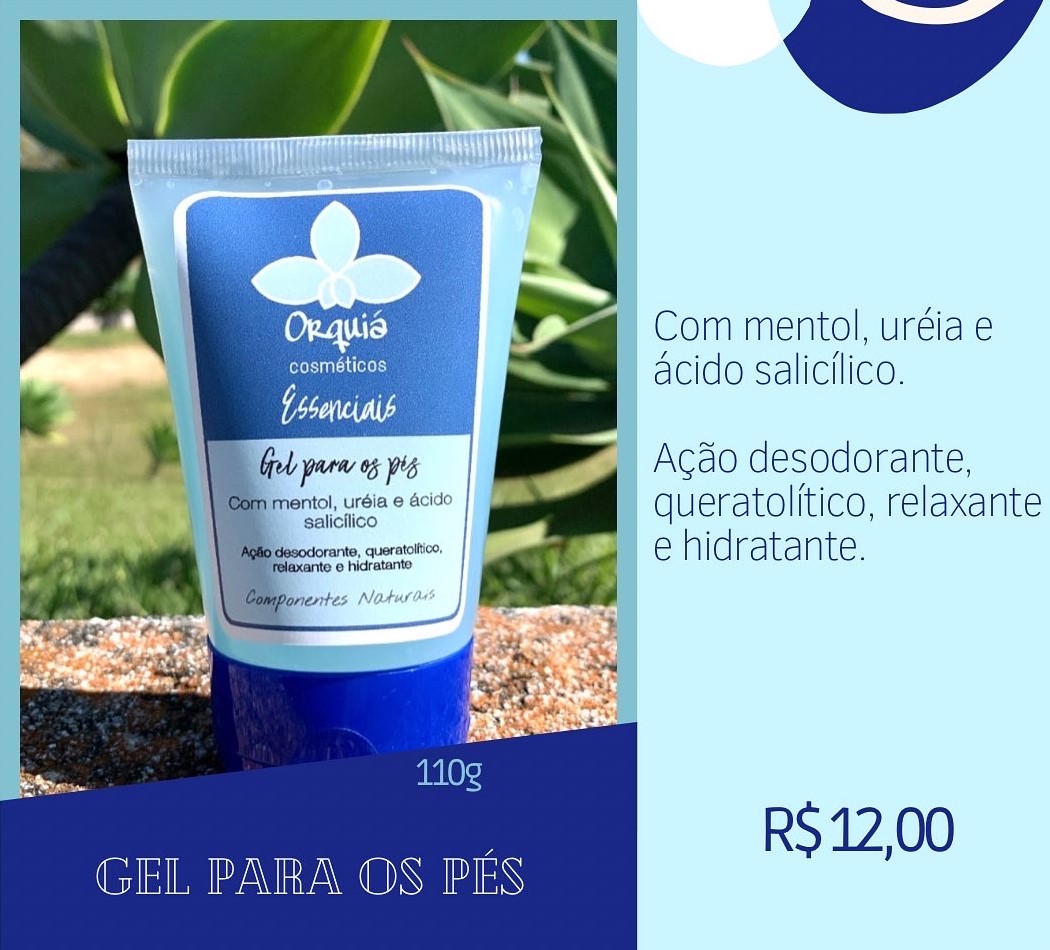 Orquiá
cosméticos
Essenciais
Gel para os pés
Com mentol, uréia e ácido
salicílico
Ação desodorante, queratolítico,
relaxante e hidratante
Componentes Naturais
110g
GEL PARA OS PÉS
Com mentol, uréia e
ácido salicílico.
Ação desodorante,
queratolítico, relaxante
e hidratante.
R$ 12,00